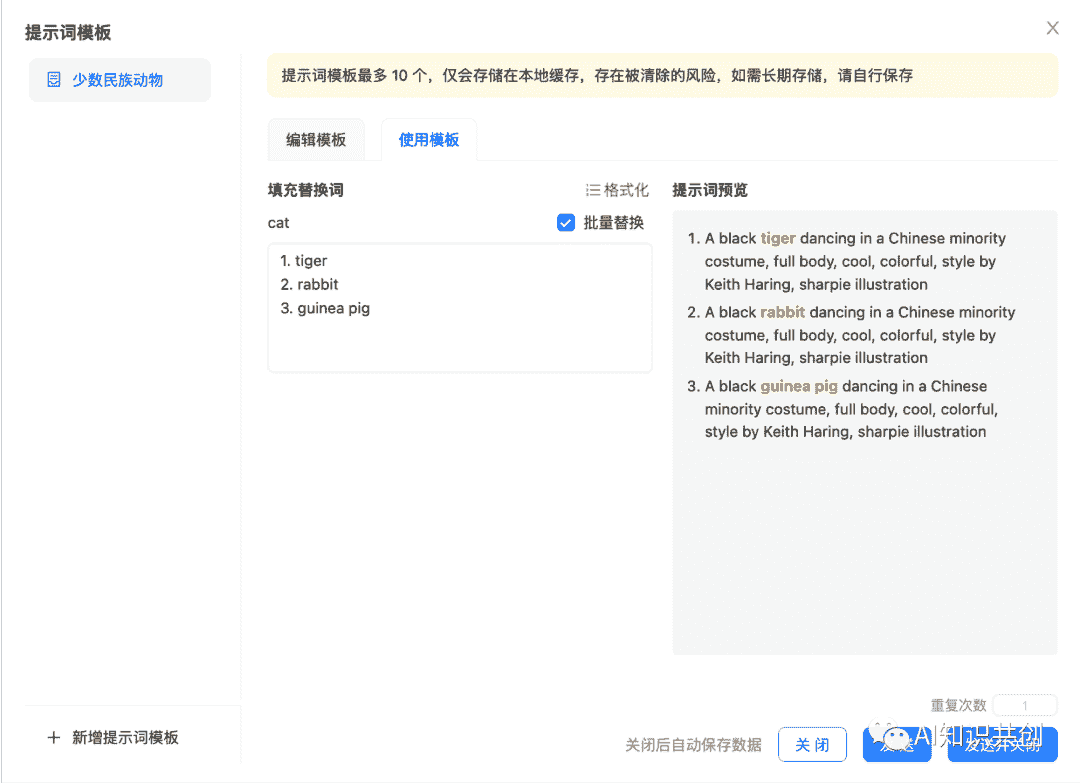 提示词模板
少数民族动物
提示词模板最多 10 个，仅会存储在本地缓存，存在被清除的风险，如需长期存储，请自行保存
编辑模板
使用模板
填充替换词
格式化
cat
批量替换
1. tiger
2. rabbit
3. guinea pig
提示词预览
1. A black tiger dancing in a Chinese minority
costume, full body, cool, colorful, style by
Keith Haring, sharpie illustration
2. A black rabbit dancing in a Chinese minority
costume, full body, cool, colorful, style by
Keith Haring, sharpie illustration
3. A black guinea pig dancing in a Chinese
minority costume, full body, cool, colorful,
style by Keith Haring, sharpie illustration
重复次数
1
新增提示词模板
关闭后自动保存数据
关 闭
发 送
发送并关闭
AI知识共创